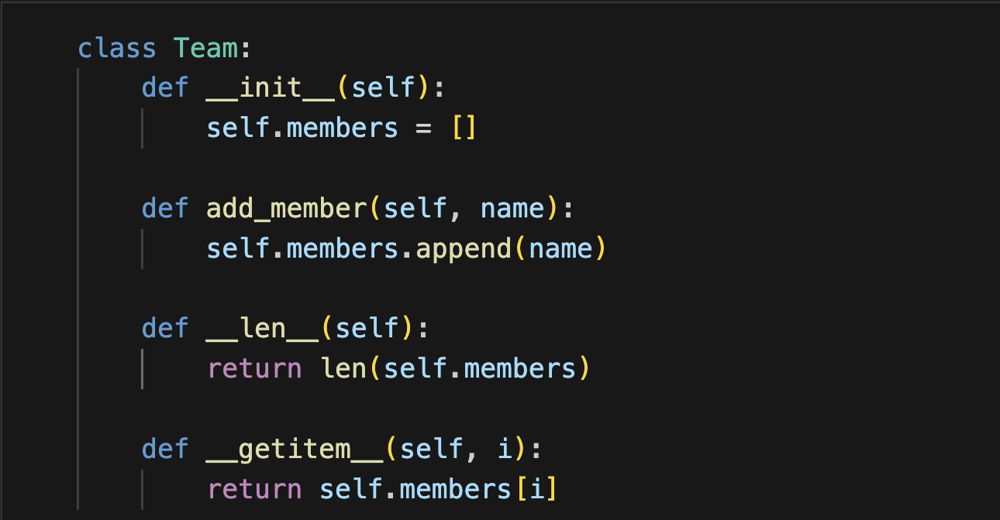 class Team:
    def __init__(self):
        self.members = []

    def add_member(self, name):
        self.members.append(name)

    def __len__(self):
        return len(self.members)

    def __getitem__(self, i):
        return self.members[i]